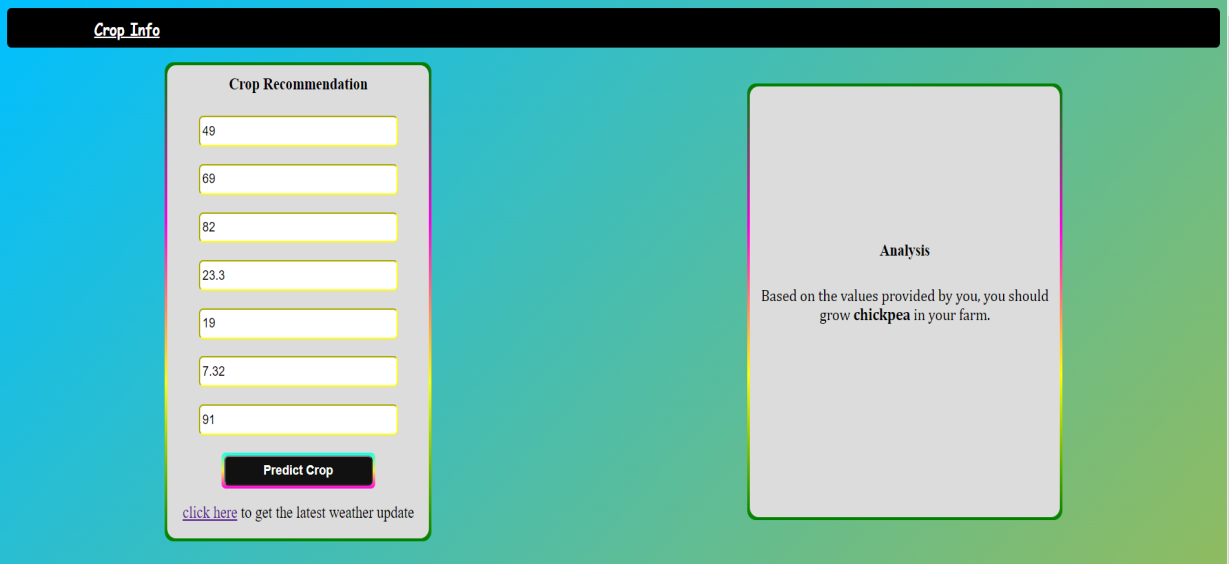 Crop Info
Crop Recommendation
49
69
82
23.3
19
7.32
91
Predict Crop
click here to get the latest weather update
Analysis
Based on the values provided by you, you should
grow chickpea in your farm.